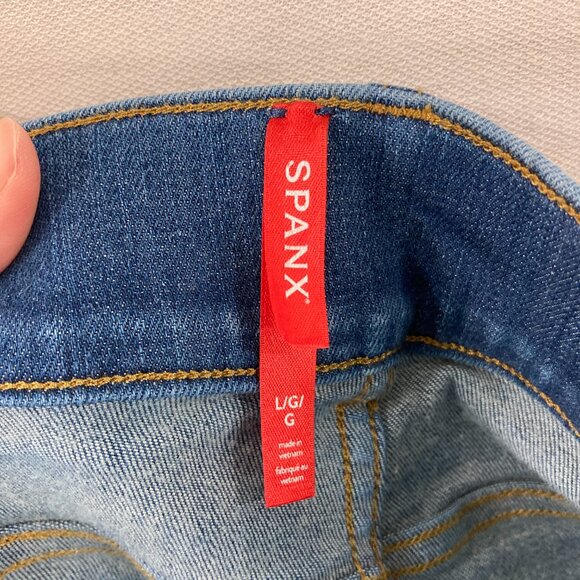 SPANX®
L/G/
G
made in
vietnam
fabriqué au
vietnam